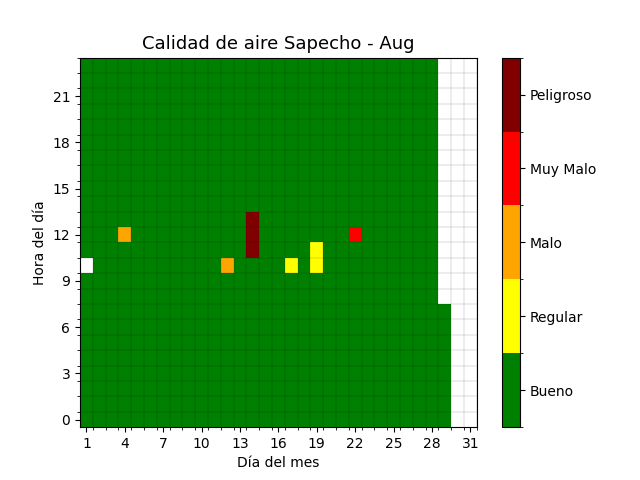 Calidad de aire Sapecho - Aug
21
18
15
12
9
6
3
0
Hora del día
1 4 7 10 13 16 19 22 25 28 31
Día del mes
Peligroso
Muy Malo
Malo
Regular
Bueno